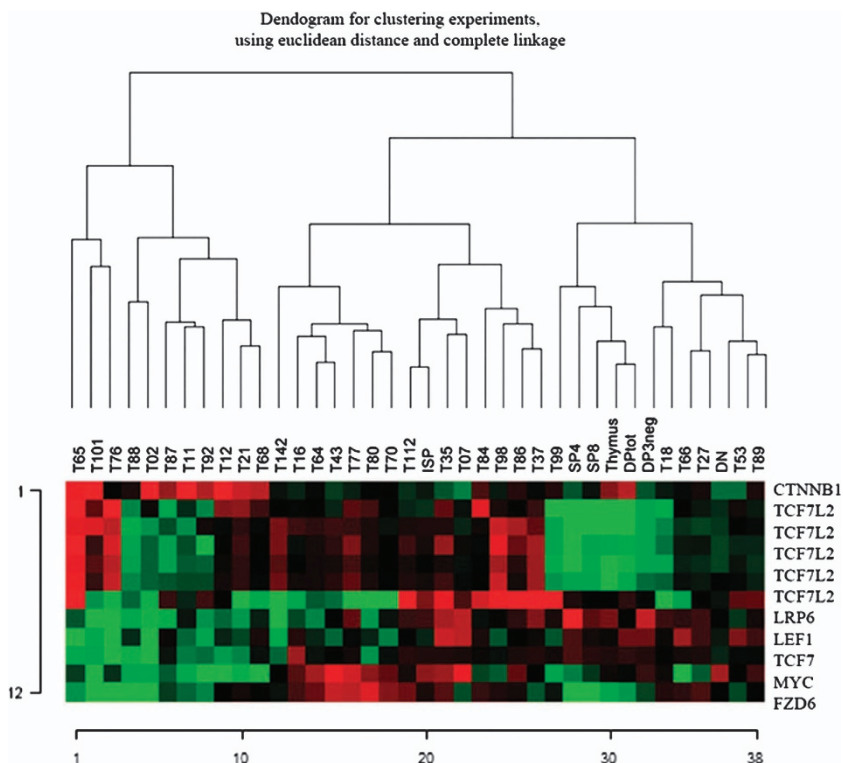 Dendogram for clustering experiments,
using euclidean distance and complete linkage
T65 T101 T76 T88 T02 T87 T11 T92 T12 T21 T68 T142 T16 T64 T43 T77 T80 T70 T112 ISP T35 T07 T84 T98 T86 T37 T99 SP4 SP8 Thymus DPtot DP3neg T18 T66 T27 DN T53 T89
1
CTNNB1
TCF7L2
TCF7L2
TCF7L2
TCF7L2
TCF7L2
LRP6
LEF1
TCF7
MYC
12
FZD6
1 10 20 30 38